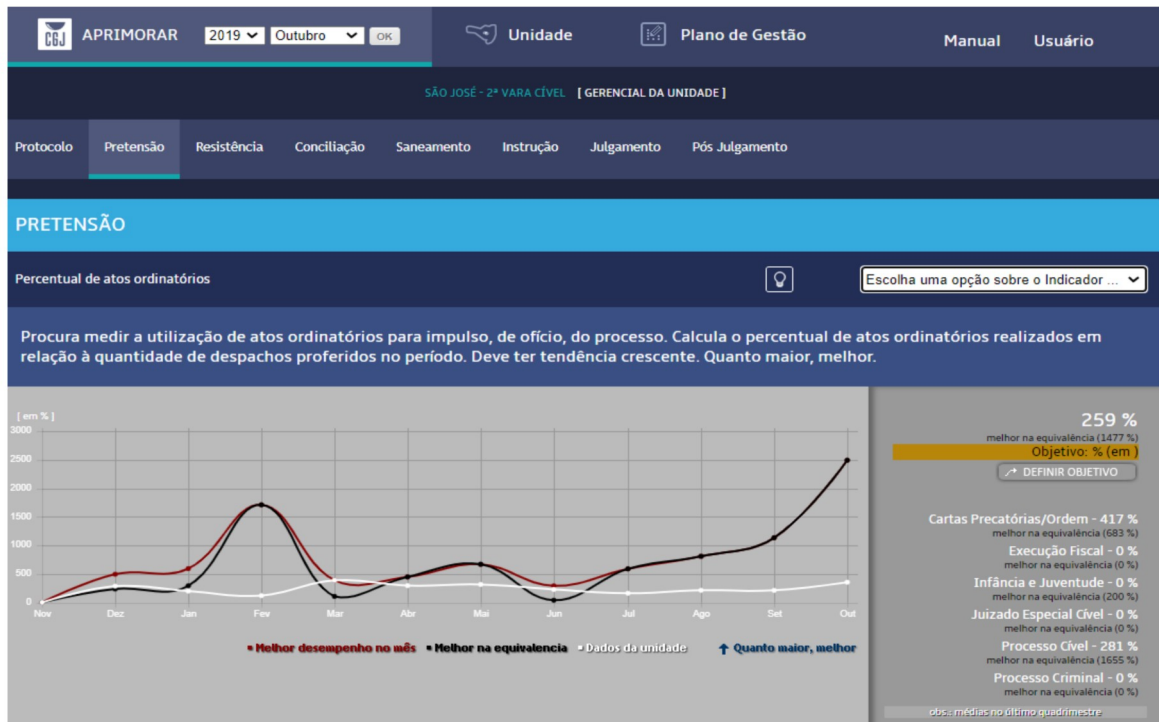 CGJ APRIMORAR 2019 Outubro OK Unidade Plano de Gestão Manual Usuário
SÃO JOSÉ - 2ª VARA CÍVEL [ GERENCIAL DA UNIDADE ]
Protocolo Pretensão Resistência Conciliação Saneamento Instrução Julgamento Pós Julgamento
PRETENSÃO
Percentual de atos ordinatórios Escolha uma opção sobre o Indicador ...
Procura medir a utilização de atos ordinatórios para impulso, de ofício, do processo. Calcula o percentual de atos ordinatórios realizados em
relação à quantidade de despachos proferidos no período. Deve ter tendência crescente. Quanto maior, melhor.
[ em % ]
3000
2500
2000
1500
1000
500
0
Nov Dez Jan Fev Mar Abr Mai Jun Jul Ago Set Out
Melhor desempenho no mês Melhor na equivalencia Dados da unidade Quanto maior, melhor
259 %
melhor na equivalência (1477 %)
Objetivo: % (em )
DEFINIR OBJETIVO
Cartas Precatórias/Ordem - 417 %
melhor na equivalência (683 %)
Execução Fiscal - 0 %
melhor na equivalência (0 %)
Infância e Juventude - 0 %
melhor na equivalência (200 %)
Juizado Especial Cível - 0 %
melhor na equivalência (0 %)
Processo Cível - 281 %
melhor na equivalência (1655 %)
Processo Criminal - 0 %
melhor na equivalência (0 %)
obs.: médias no último quadrimestre